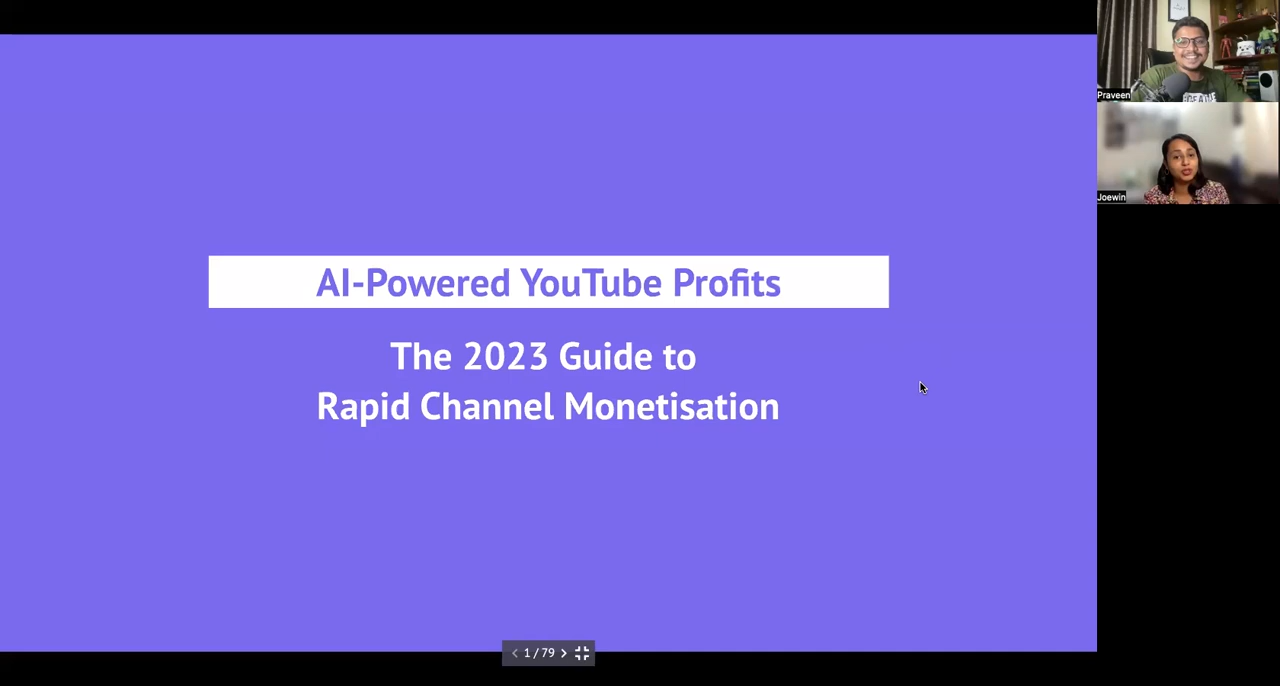 AI-Powered YouTube Profits
The 2023 Guide to
Rapid Channel Monetisation
1 / 79
Praveen
Joewin